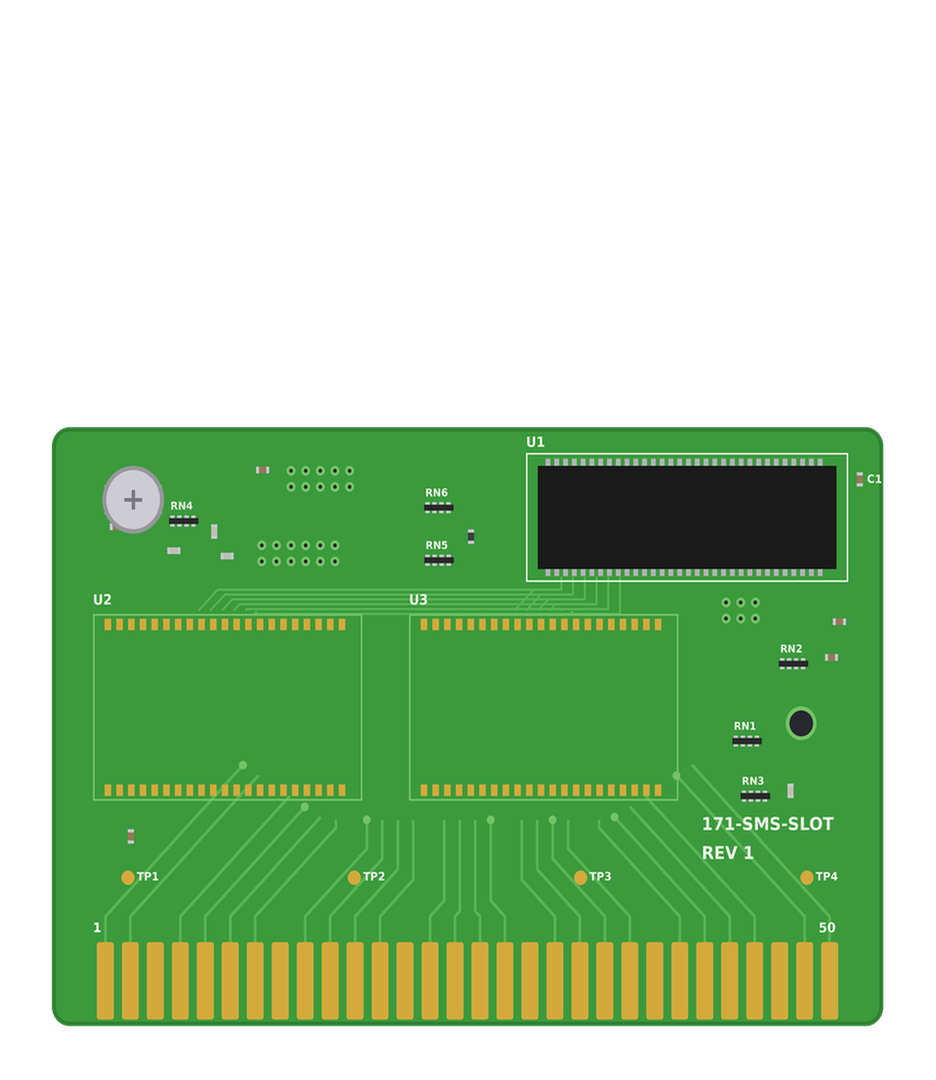 U1
C1
RN6
RN4
RN5
U2
U3
RN2
RN1
RN3
171-SMS-SLOT
REV 1
TP1
TP2
TP3
TP4
1
50